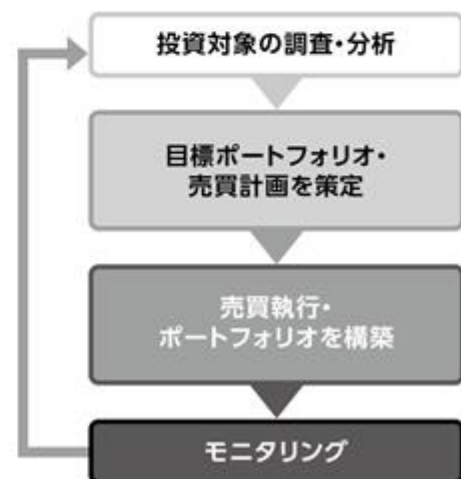 投資対象の調査・分析
目標ポートフォリオ・
売買計画を策定
売買執行・
ポートフォリオを構築
モニタリング